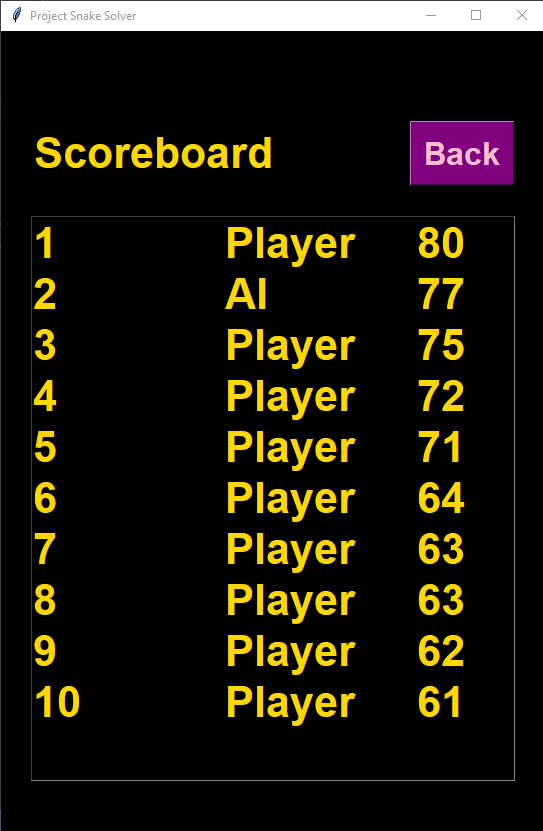 Project Snake Solver
Scoreboard
Back
1 Player 80
2 AI 77
3 Player 75
4 Player 72
5 Player 71
6 Player 64
7 Player 63
8 Player 63
9 Player 62
10 Player 61